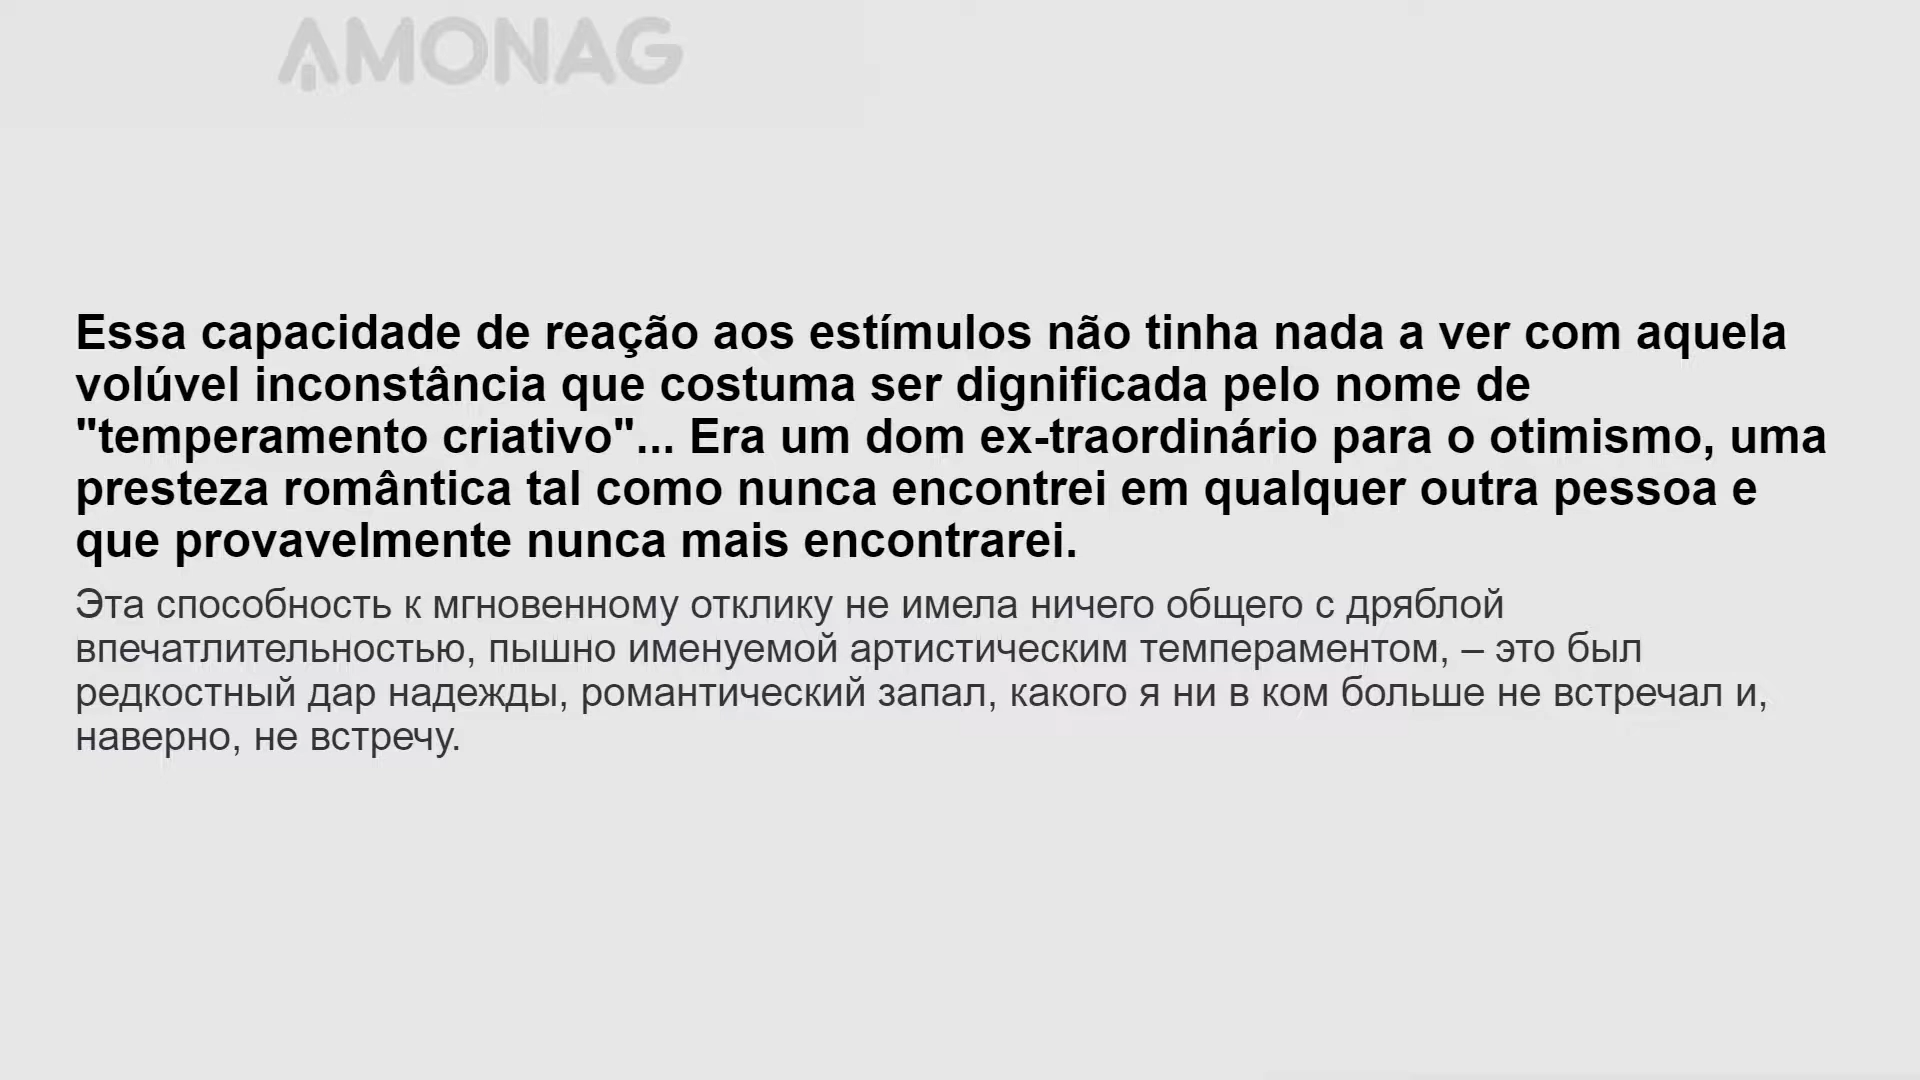 AMONAG
Essa capacidade de reação aos estímulos não tinha nada a ver com aquela
volúvel inconstância que costuma ser dignificada pelo nome de
"temperamento criativo"... Era um dom ex-traordinário para o otimismo, uma
presteza romântica tal como nunca encontrei em qualquer outra pessoa e
que provavelmente nunca mais encontrarei.
Эта способность к мгновенному отклику не имела ничего общего с дряблой
впечатлительностью, пышно именуемой артистическим темпераментом, – это был
редкостный дар надежды, романтический запал, какого я ни в ком больше не встречал и,
наверно, не встречу.